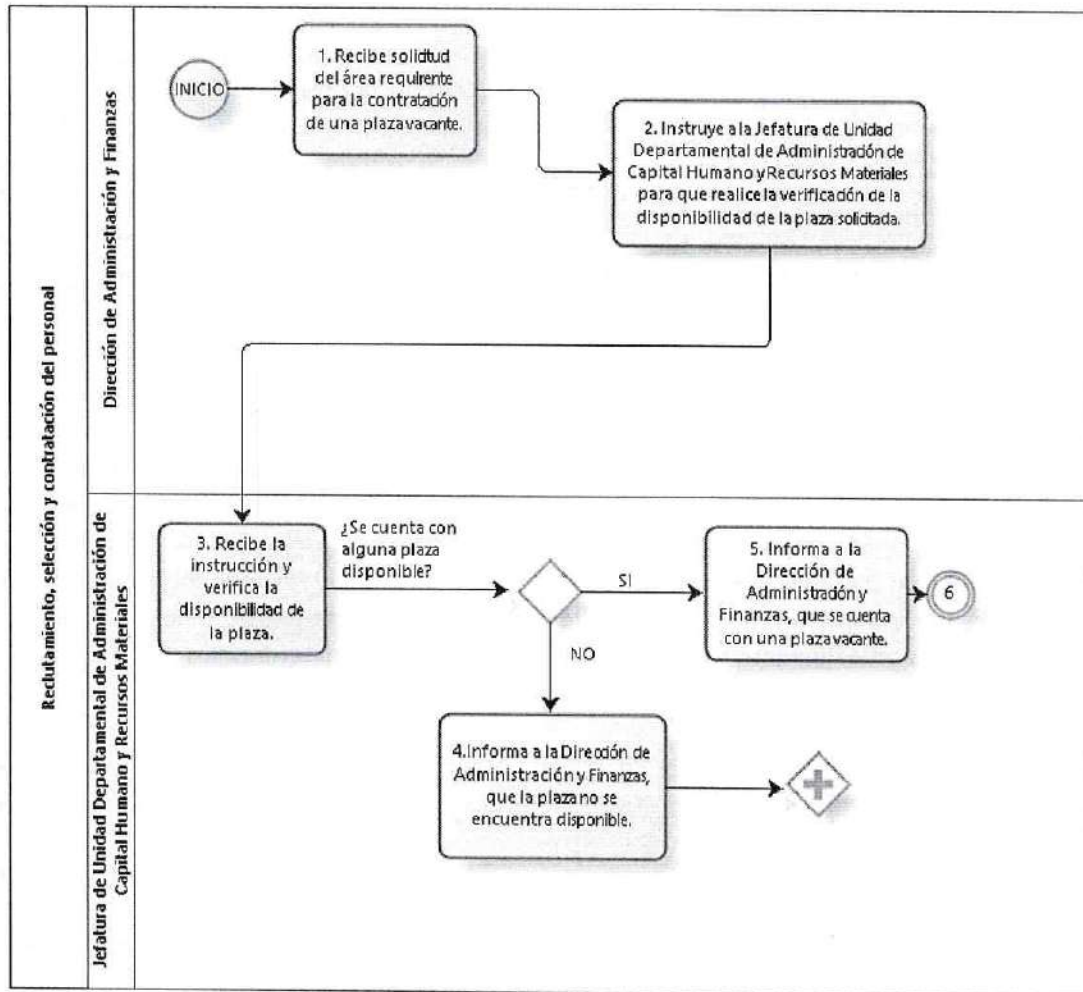 Reclutamiento, selección y contratación del personal
Dirección de Administración y Finanzas
INICIO
1. Recibe solicitud
del área requirente
para la contratación
de una plaza vacante.
2. Instruye a la Jefatura de Unidad
Departamental de Administración de
Capital Humano y Recursos Materiales
para que realice la verificación de la
disponibilidad de la plaza solicitada.
Jefatura de Unidad Departamental de Administración de
Capital Humano y Recursos Materiales
3. Recibe la
instrucción y
verifica la
disponibilidad de
la plaza.
¿Se cuenta con
alguna plaza
disponible?
SI
5. Informa a la
Dirección de
Administración y
Finanzas, que se cuenta
con una plaza vacante.
6
NO
4.Informa a la Dirección de
Administración y Finanzas,
que la plaza no se
encuentra disponible.